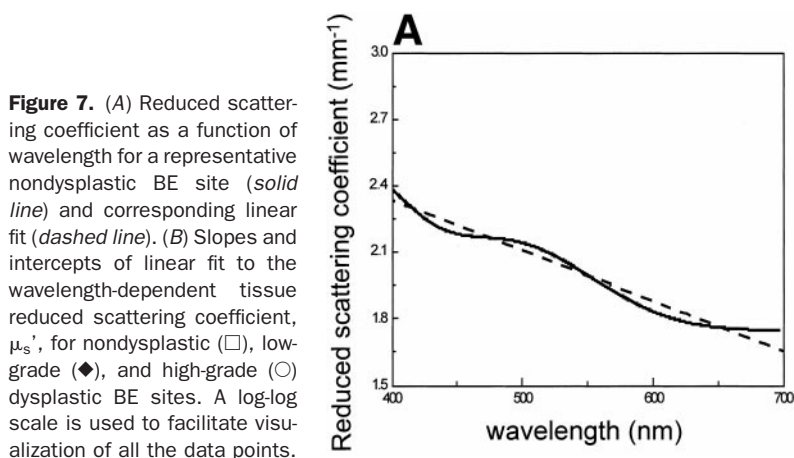 Figure 7. (A) Reduced scatter-
ing coefficient as a function of
wavelength for a representative
nondysplastic BE site (solid
line) and corresponding linear
fit (dashed line). (B) Slopes and
intercepts of linear fit to the
wavelength-dependent tissue
reduced scattering coefficient,
μs', for nondysplastic (□), low-
grade (◆), and high-grade (○)
dysplastic BE sites. A log-log
scale is used to facilitate visu-
alization of all the data points.
A
Reduced scattering coefficient (mm⁻¹)
3.0
2.7
2.4
2.1
1.8
1.5
400
500
600
700
wavelength (nm)